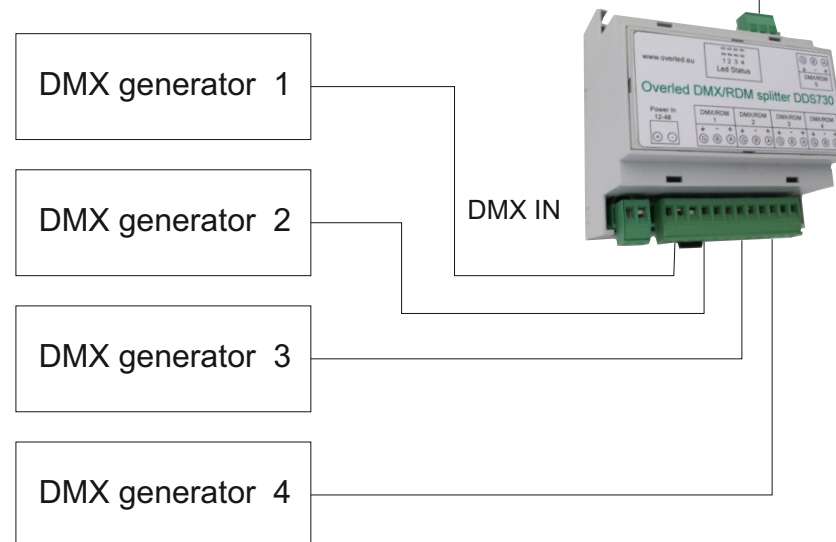 DMX generator 1
DMX generator 2
DMX generator 3
DMX generator 4
DMX IN
www.overled.eu
1 2 3 4
Led Status
DMX/RDM
5
Overled DMX/RDM splitter DDS730
Power In
12-48
DMX/RDM DMX/RDM DMX/RDM DMX/RDM
1 2 3 4
+ - + - + - + - +
G B A G B A G B A G B